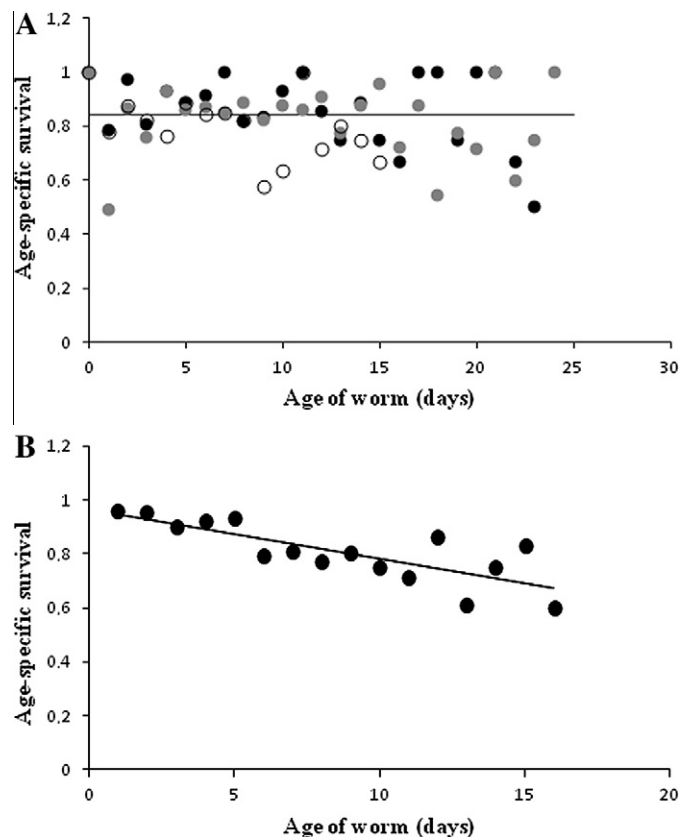 A
Age-specific survival
1,2
1
0,8
0,6
0,4
0,2
0
0 5 10 15 20 25 30
Age of worm (days)
B
Age-specific survival
1,2
1
0,8
0,6
0,4
0,2
0
0 5 10 15 20
Age of worm (days)